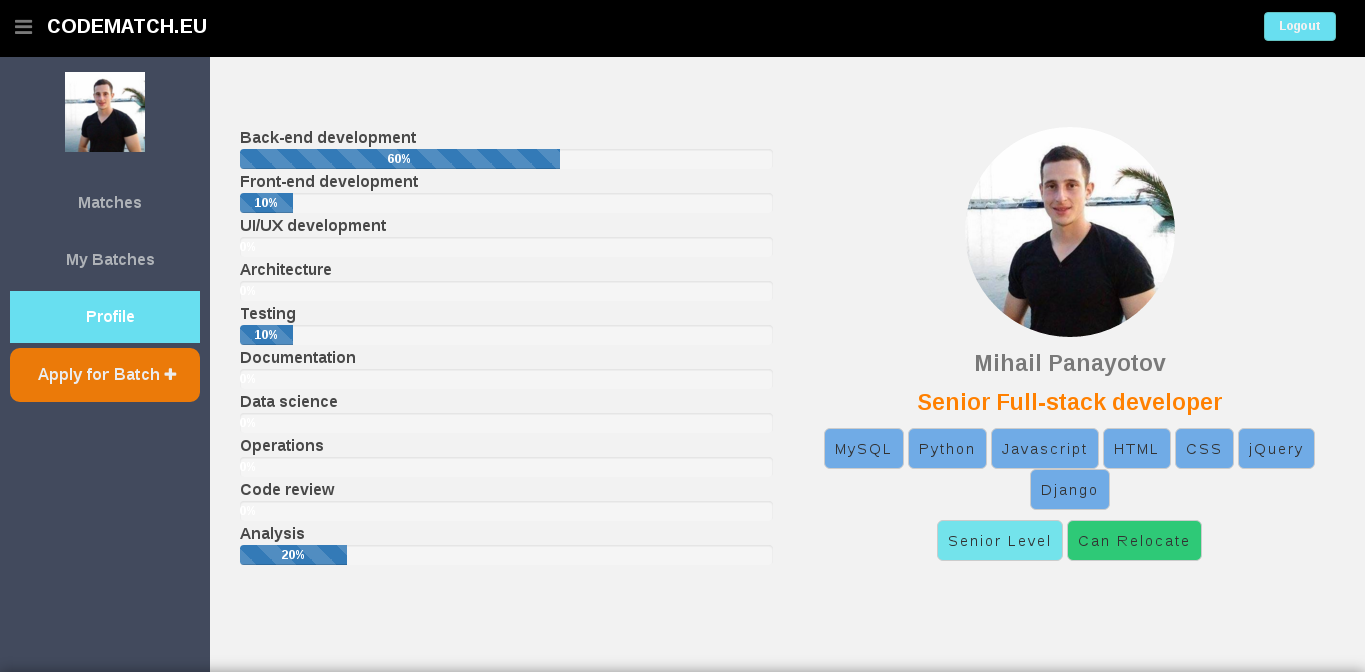 CODEMATCH.EU
Logout
Matches
My Batches
Profile
Apply for Batch
Back-end development
60%
Front-end development
10%
UI/UX development
0%
Architecture
0%
Testing
10%
Documentation
0%
Data science
0%
Operations
0%
Code review
0%
Analysis
20%
Mihail Panayotov
Senior Full-stack developer
MySQL Python Javascript HTML CSS jQuery
Django
Senior Level Can Relocate